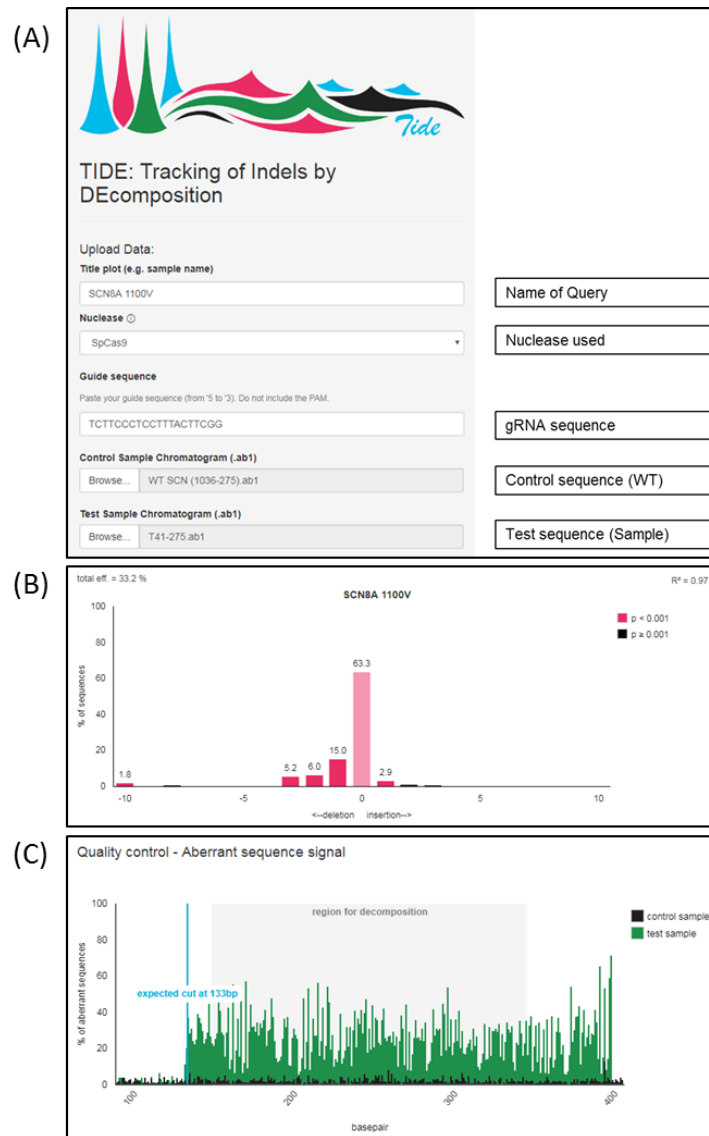 (A)
Tide
TIDE: Tracking of Indels by
DEcomposition
Upload Data:
Title plot (e.g. sample name)
SCN8A 1100V
Name of Query
Nuclease ⓘ
SpCas9
Nuclease used
Guide sequence
Paste your guide sequence (from '5 to '3). Do not include the PAM.
TCTTCCCTCCTTTACTTCGG
gRNA sequence
Control Sample Chromatogram (.ab1)
Browse... WT SCN (1036-275).ab1
Control sequence (WT)
Test Sample Chromatogram (.ab1)
Browse... T41-275.ab1
Test sequence (Sample)
(B)
total eff. = 33.2 %
R² = 0.97
SCN8A 1100V
p < 0.001
p ≥ 0.001
% of sequences
100
80
60
40
20
0
1.8
5.2
6.0
15.0
63.3
2.9
-10 -5 0 5 10
<--deletion insertion-->
(C)
Quality control - Aberrant sequence signal
region for decomposition
control sample
test sample
expected cut at 133bp
% of aberrant sequences
100
80
60
40
20
0
100 200 300 400
basepair